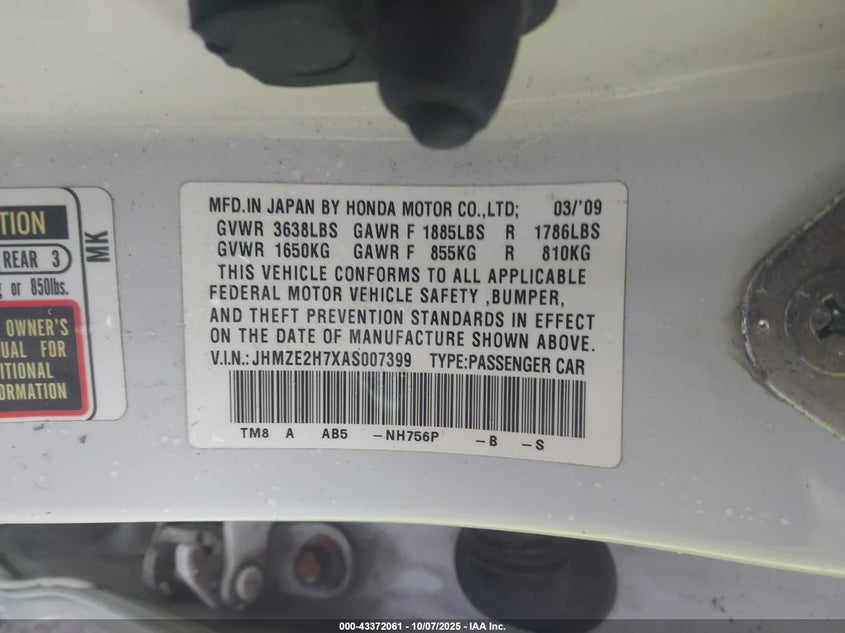 TION
REAR 3
or 850lbs.
OWNER'S
FOR
MK
MFD.IN JAPAN BY HONDA MOTOR CO.,LTD; 03/'09
GVWR 3638LBS GAWR F 1885LBS R 1786LBS
GVWR 1650KG GAWR F 855KG R 810KG
THIS VEHICLE CONFORMS TO ALL APPLICABLE
FEDERAL MOTOR VEHICLE SAFETY ,BUMPER,
AND THEFT PREVENTION STANDARDS IN EFFECT
ON THE DATE OF MANUFACTURE SHOWN ABOVE.
V.I.N.: JHMZE2H7XAS007399 TYPE:PASSENGER CAR
TM8 A AB5 -NH756P -B -S
000-43372061 - 10/07/2025 - IAA Inc.